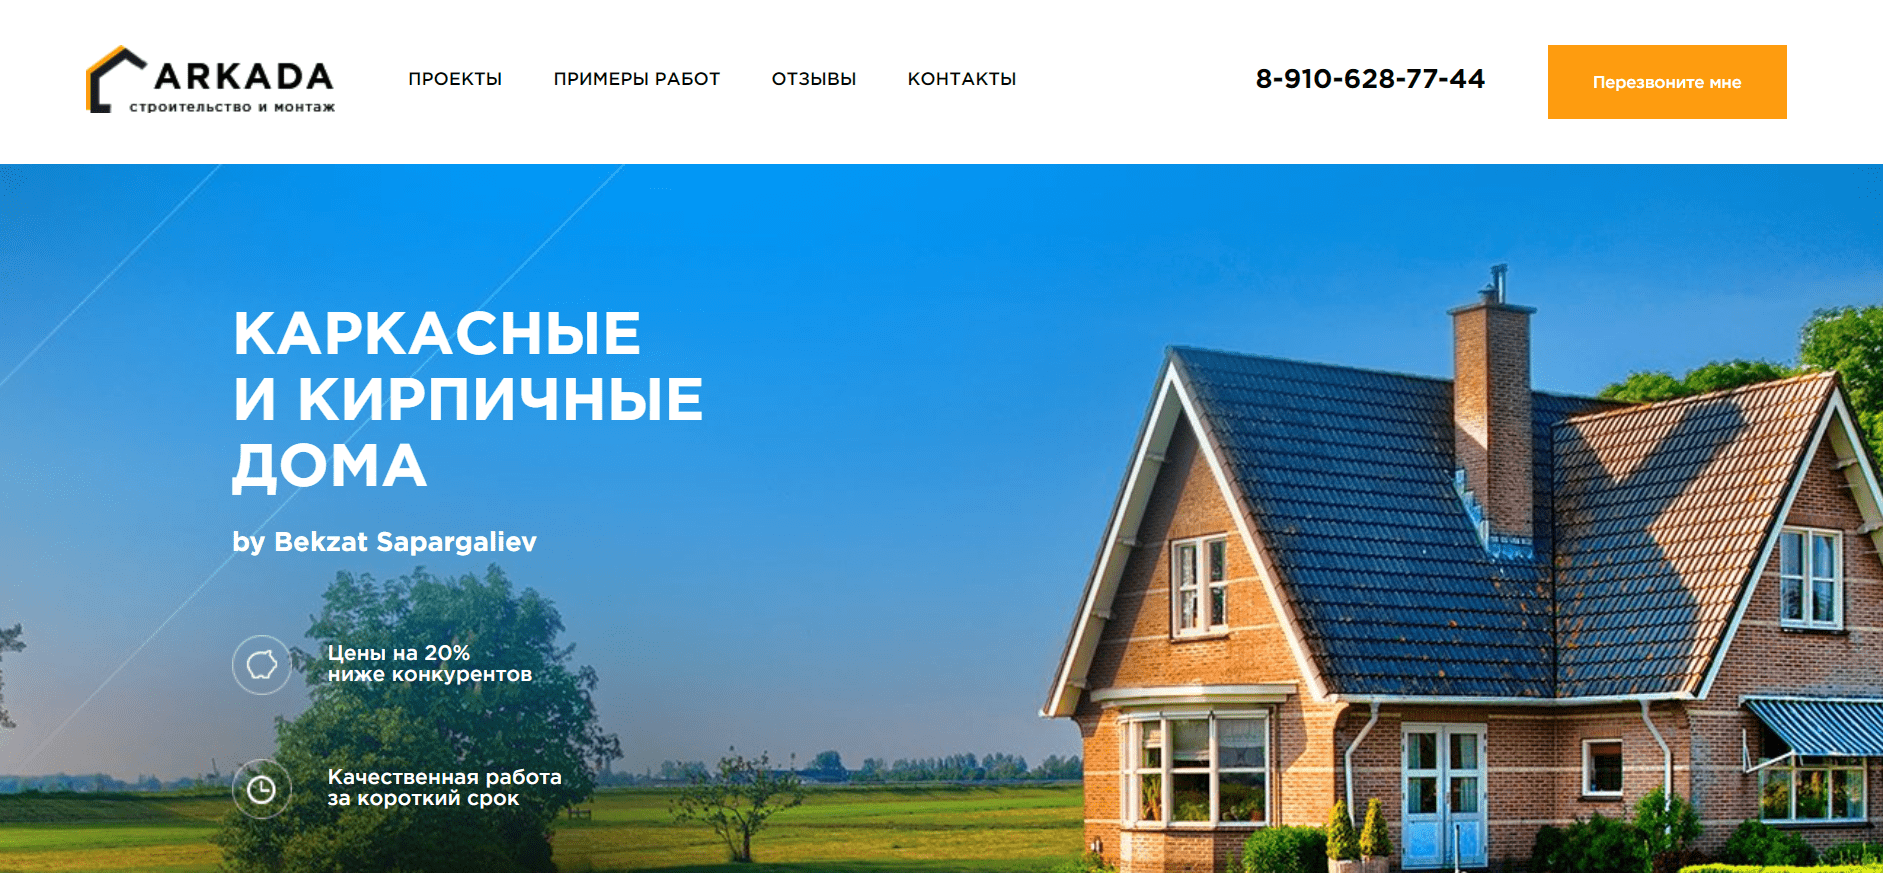 ARKADA
строительство и монтаж
ПРОЕКТЫ ПРИМЕРЫ РАБОТ ОТЗЫВЫ КОНТАКТЫ
8-910-628-77-44
Перезвоните мне
КАРКАСНЫЕ
И КИРПИЧНЫЕ
ДОМА
by Bekzat Sapargaliev
Цены на 20%
ниже конкурентов
Качественная работа
за короткий срок